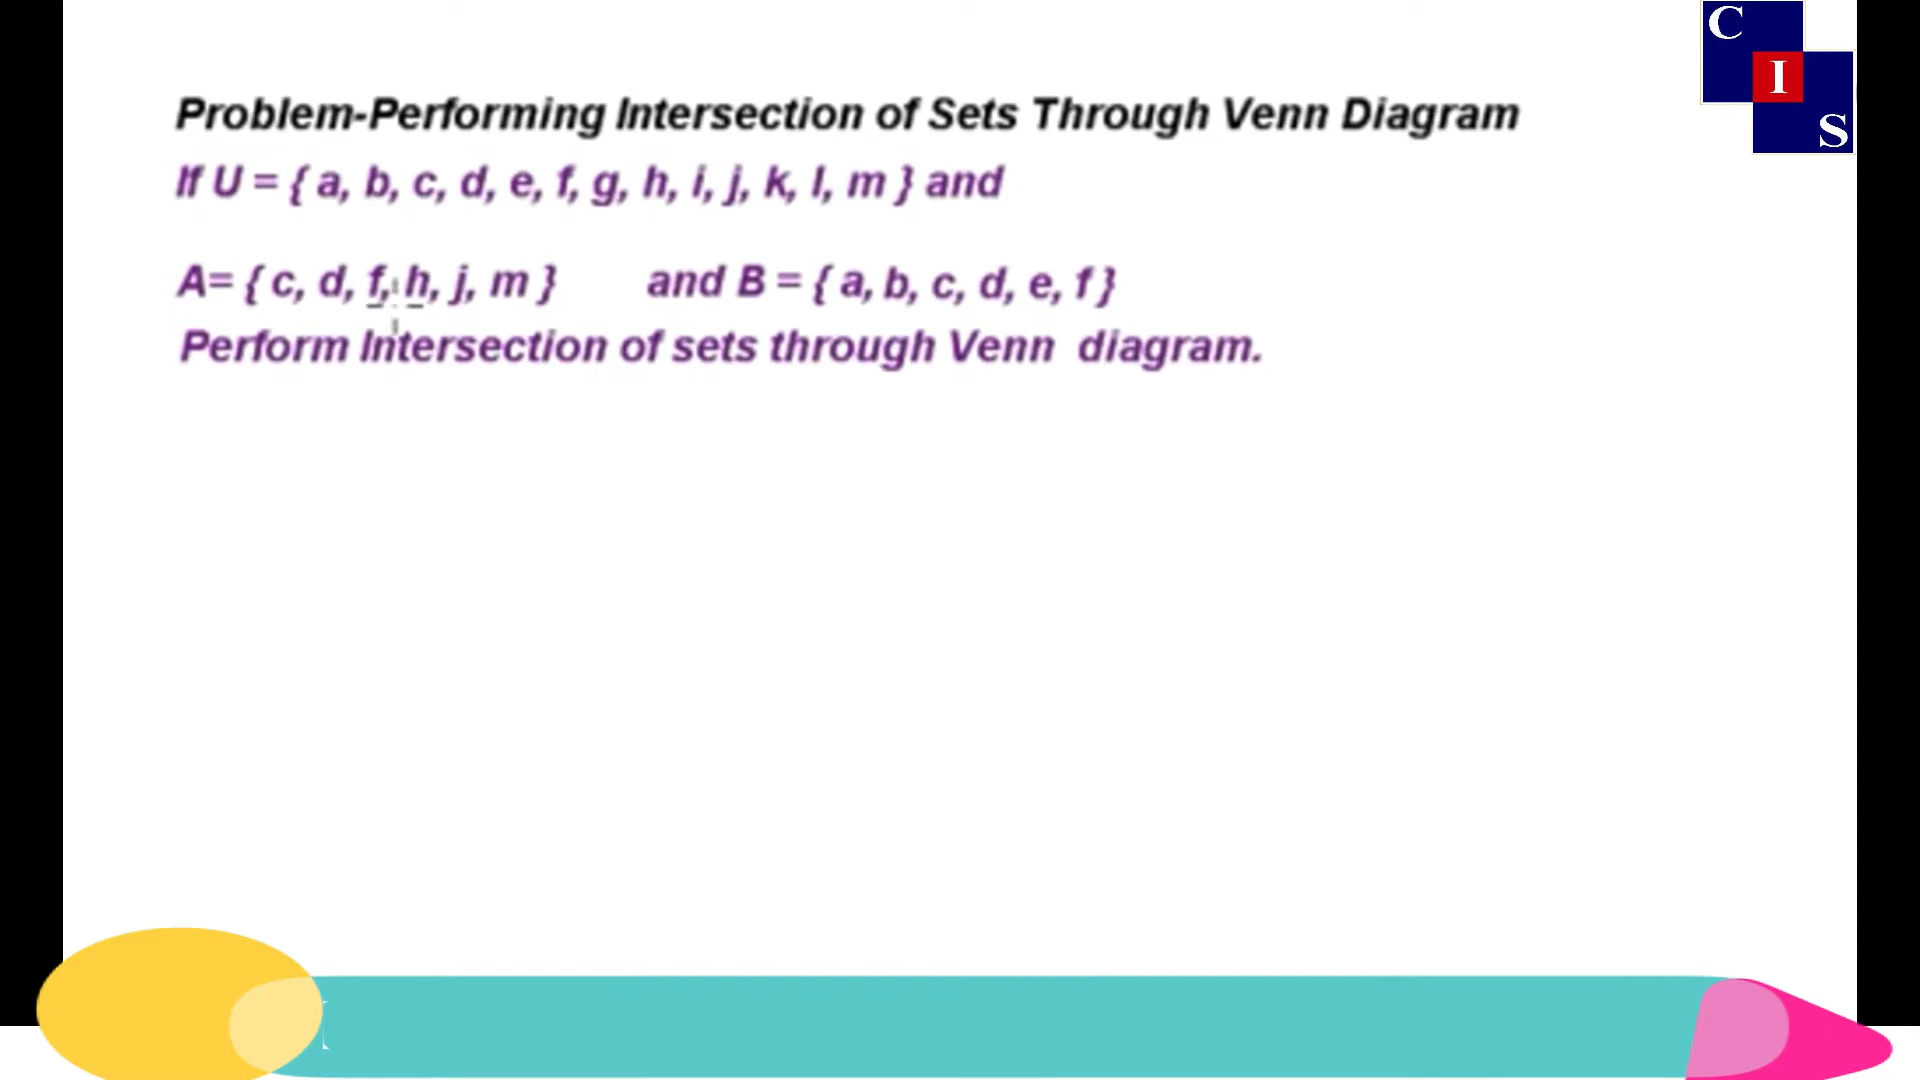 C
I
S
Problem-Performing Intersection of Sets Through Venn Diagram
If U = { a, b, c, d, e, f, g, h, i, j, k, l, m } and
A= { c, d, f, h, j, m } and B = { a, b, c, d, e, f }
Perform Intersection of sets through Venn diagram.